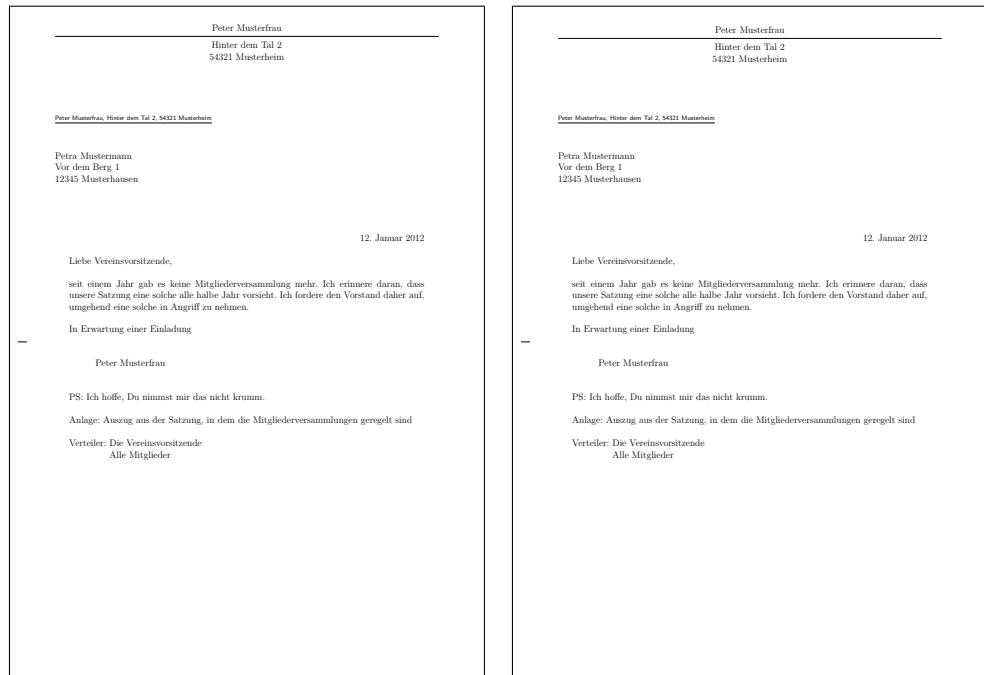 Peter Musterfrau
Hinter dem Tal 2
54321 Musterheim
Peter Musterfrau, Hinter dem Tal 2, 54321 Musterheim
Petra Mustermann
Vor dem Berg 1
12345 Musterhausen
12. Januar 2012
Liebe Vereinsvorsitzende,
seit einem Jahr gab es keine Mitgliederversammlung mehr. Ich erinnere daran, dass
unsere Satzung eine solche alle halbe Jahr vorsieht. Ich fordere den Vorstand daher auf,
umgehend eine solche in Angriff zu nehmen.
In Erwartung einer Einladung
Peter Musterfrau
PS: Ich hoffe, Du nimmst mir das nicht krumm.
Anlage: Auszug aus der Satzung, in dem die Mitgliederversammlungen geregelt sind
Verteiler: Die Vereinsvorsitzende
Alle Mitglieder
Peter Musterfrau
Hinter dem Tal 2
54321 Musterheim
Peter Musterfrau, Hinter dem Tal 2, 54321 Musterheim
Petra Mustermann
Vor dem Berg 1
12345 Musterhausen
12. Januar 2012
Liebe Vereinsvorsitzende,
seit einem Jahr gab es keine Mitgliederversammlung mehr. Ich erinnere daran, dass
unsere Satzung eine solche alle halbe Jahr vorsieht. Ich fordere den Vorstand daher auf,
umgehend eine solche in Angriff zu nehmen.
In Erwartung einer Einladung
Peter Musterfrau
PS: Ich hoffe, Du nimmst mir das nicht krumm.
Anlage: Auszug aus der Satzung, in dem die Mitgliederversammlungen geregelt sind
Verteiler: Die Vereinsvorsitzende
Alle Mitglieder